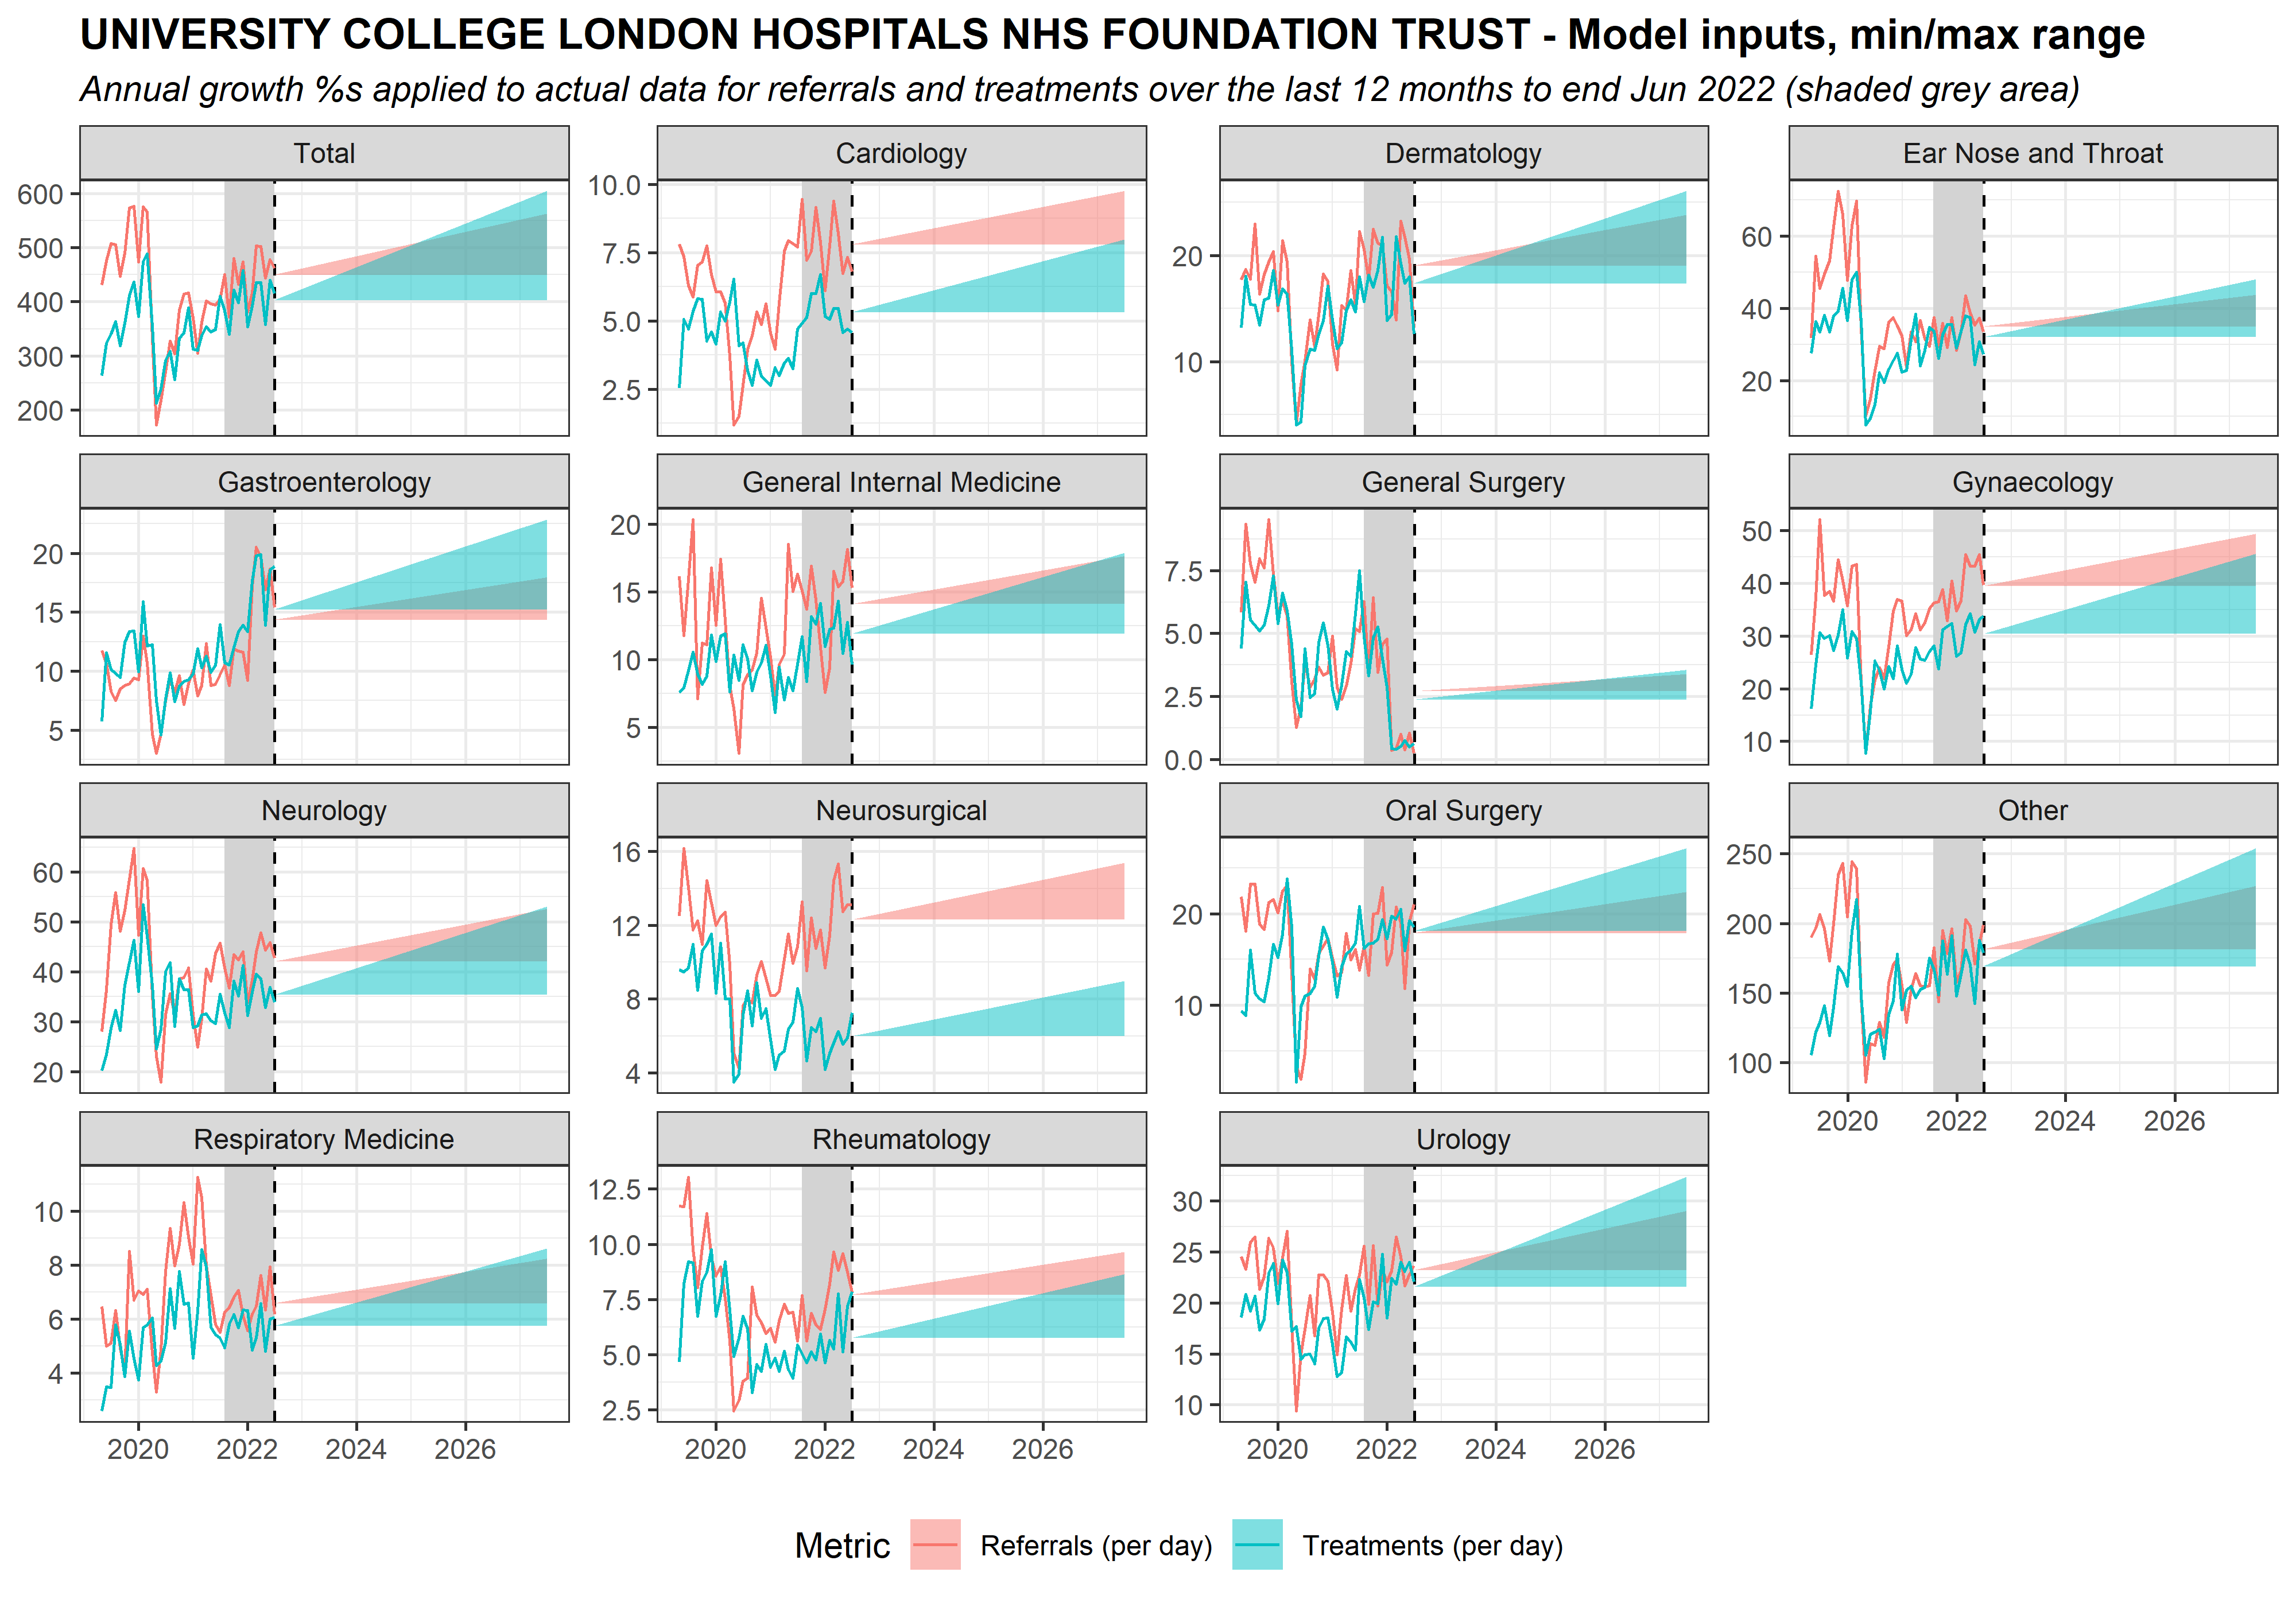 UNIVERSITY COLLEGE LONDON HOSPITALS NHS FOUNDATION TRUST - Model inputs, min/max range
Annual growth %s applied to actual data for referrals and treatments over the last 12 months to end Jun 2022 (shaded grey area)
Total
600
500
400
300
200
Cardiology
10.0
7.5
5.0
2.5
Dermatology
20
10
Ear Nose and Throat
60
40
20
Gastroenterology
20
15
10
5
General Internal Medicine
20
15
10
5
General Surgery
7.5
5.0
2.5
0.0
Gynaecology
50
40
30
20
10
Neurology
60
50
40
30
20
Neurosurgical
16
12
8
4
Oral Surgery
20
10
Other
250
200
150
100
2020 2022 2024 2026
Respiratory Medicine
10
8
6
4
2020 2022 2024 2026
Rheumatology
12.5
10.0
7.5
5.0
2.5
2020 2022 2024 2026
Urology
30
25
20
15
10
2020 2022 2024 2026
Metric Referrals (per day) Treatments (per day)